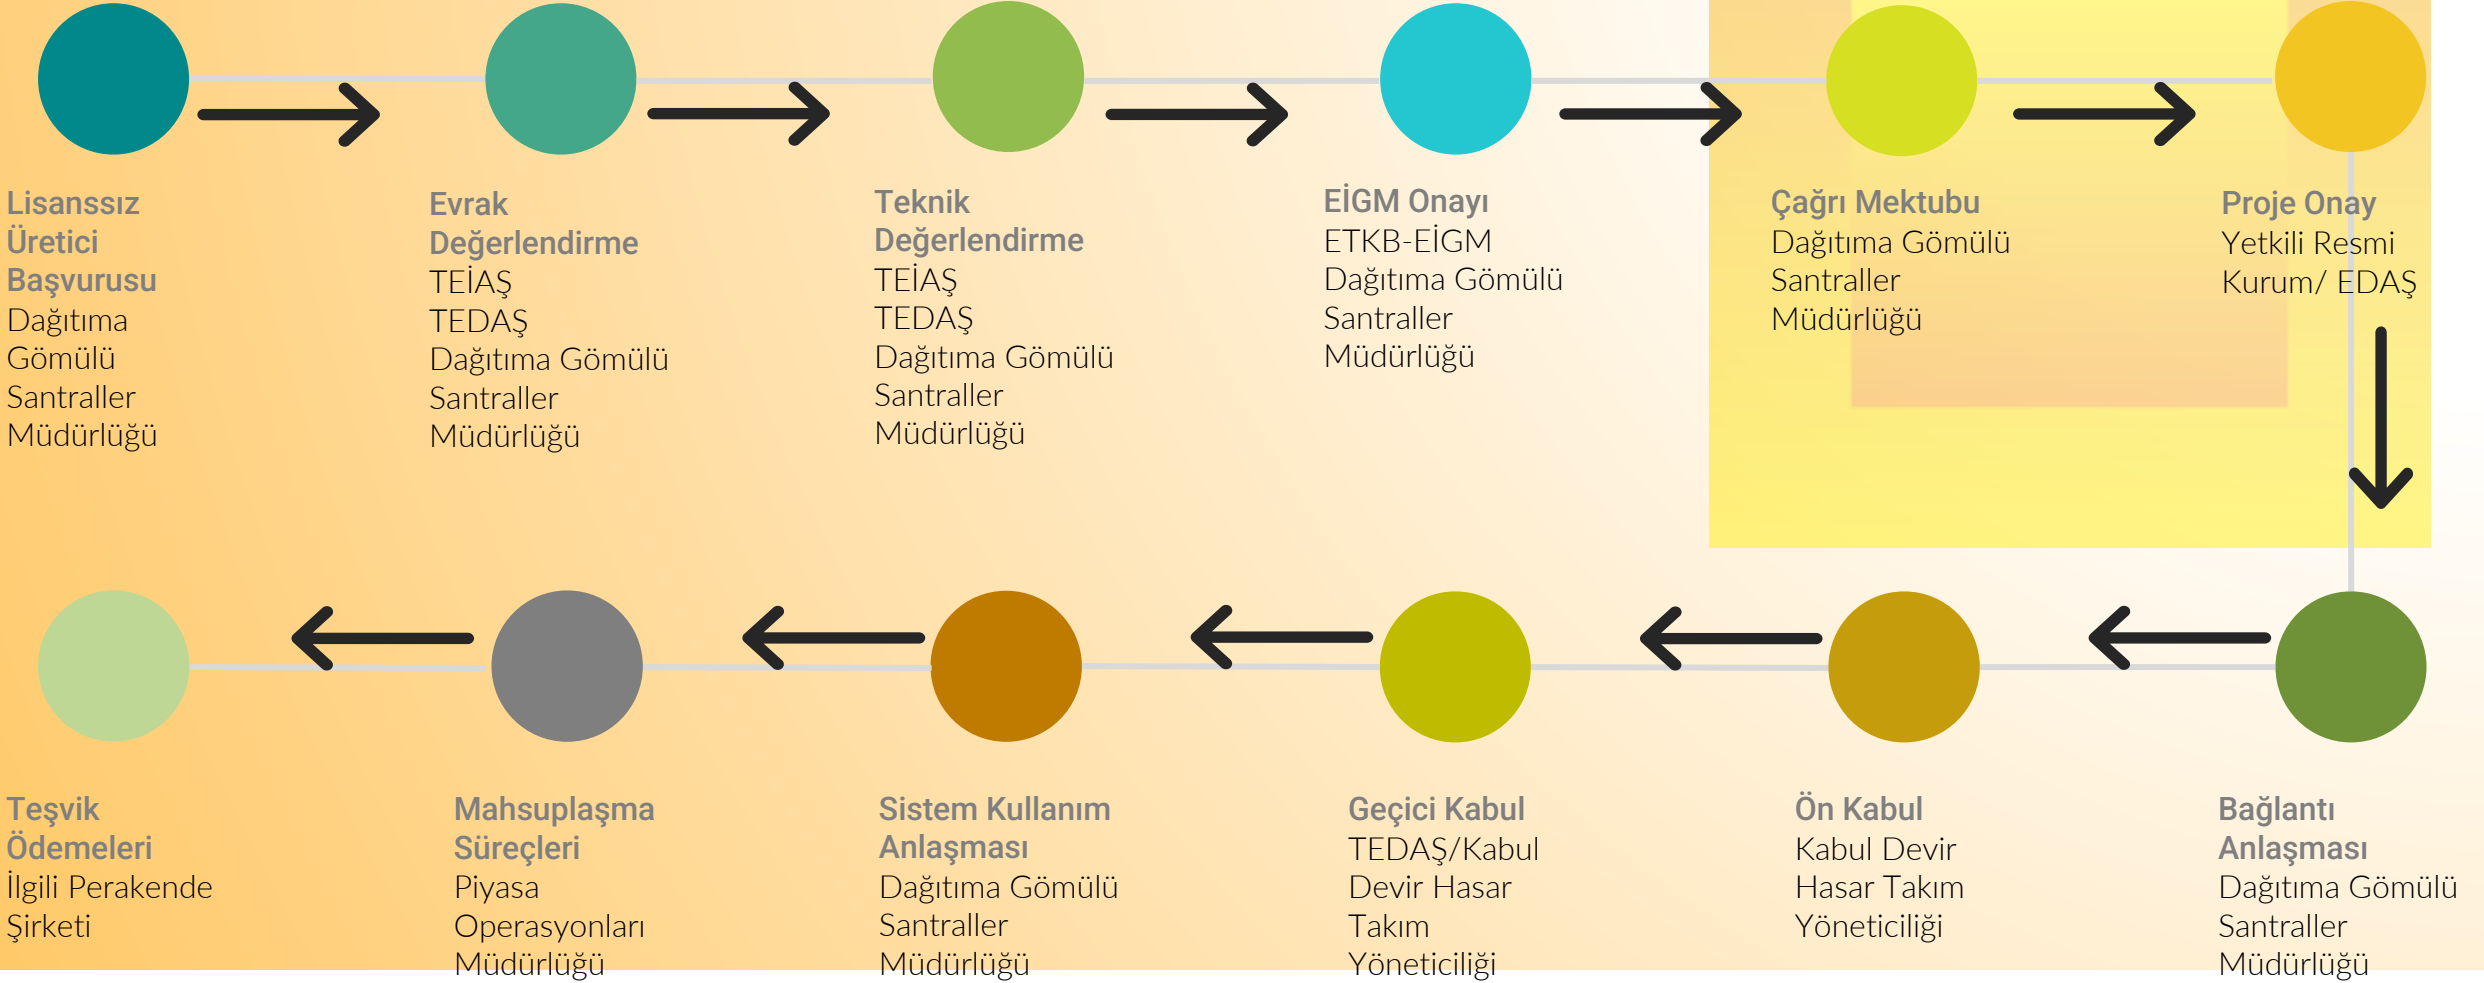 Lisanssız
Üretici
Başvurusu
Dağıtıma
Gömülü
Santraller
Müdürlüğü
Evrak
Değerlendirme
TEİAŞ
TEDAŞ
Dağıtıma Gömülü
Santraller
Müdürlüğü
Teknik
Değerlendirme
TEİAŞ
TEDAŞ
Dağıtıma Gömülü
Santraller
Müdürlüğü
EİGM Onayı
ETKB-EİGM
Dağıtıma Gömülü
Santraller
Müdürlüğü
Çağrı Mektubu
Dağıtıma Gömülü
Santraller
Müdürlüğü
Proje Onay
Yetkili Resmi
Kurum/ EDAŞ
Bağlantı
Anlaşması
Dağıtıma Gömülü
Santraller
Müdürlüğü
Ön Kabul
Kabul Devir
Hasar Takım
Yöneticiliği
Geçici Kabul
TEDAŞ/Kabul
Devir Hasar
Takım
Yöneticiliği
Sistem Kullanım
Anlaşması
Dağıtıma Gömülü
Santraller
Müdürlüğü
Mahsuplaşma
Süreçleri
Piyasa
Operasyonları
Müdürlüğü
Teşvik
Ödemeleri
İlgili Perakende
Şirketi